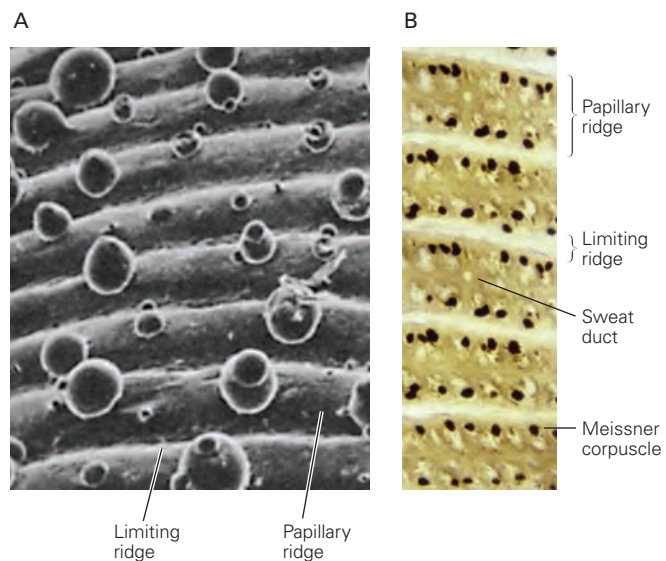 A
B
Papillary
ridge
Limiting
ridge
Sweat
duct
Meissner
corpuscle
Limiting
ridge
Papillary
ridge